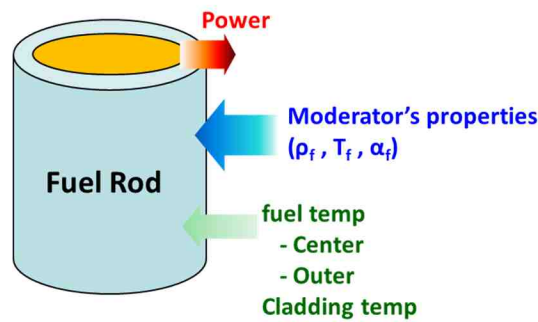 Power
Moderator's properties
(ρf , Tf , αf)
Fuel Rod
fuel temp
- Center
- Outer
Cladding temp